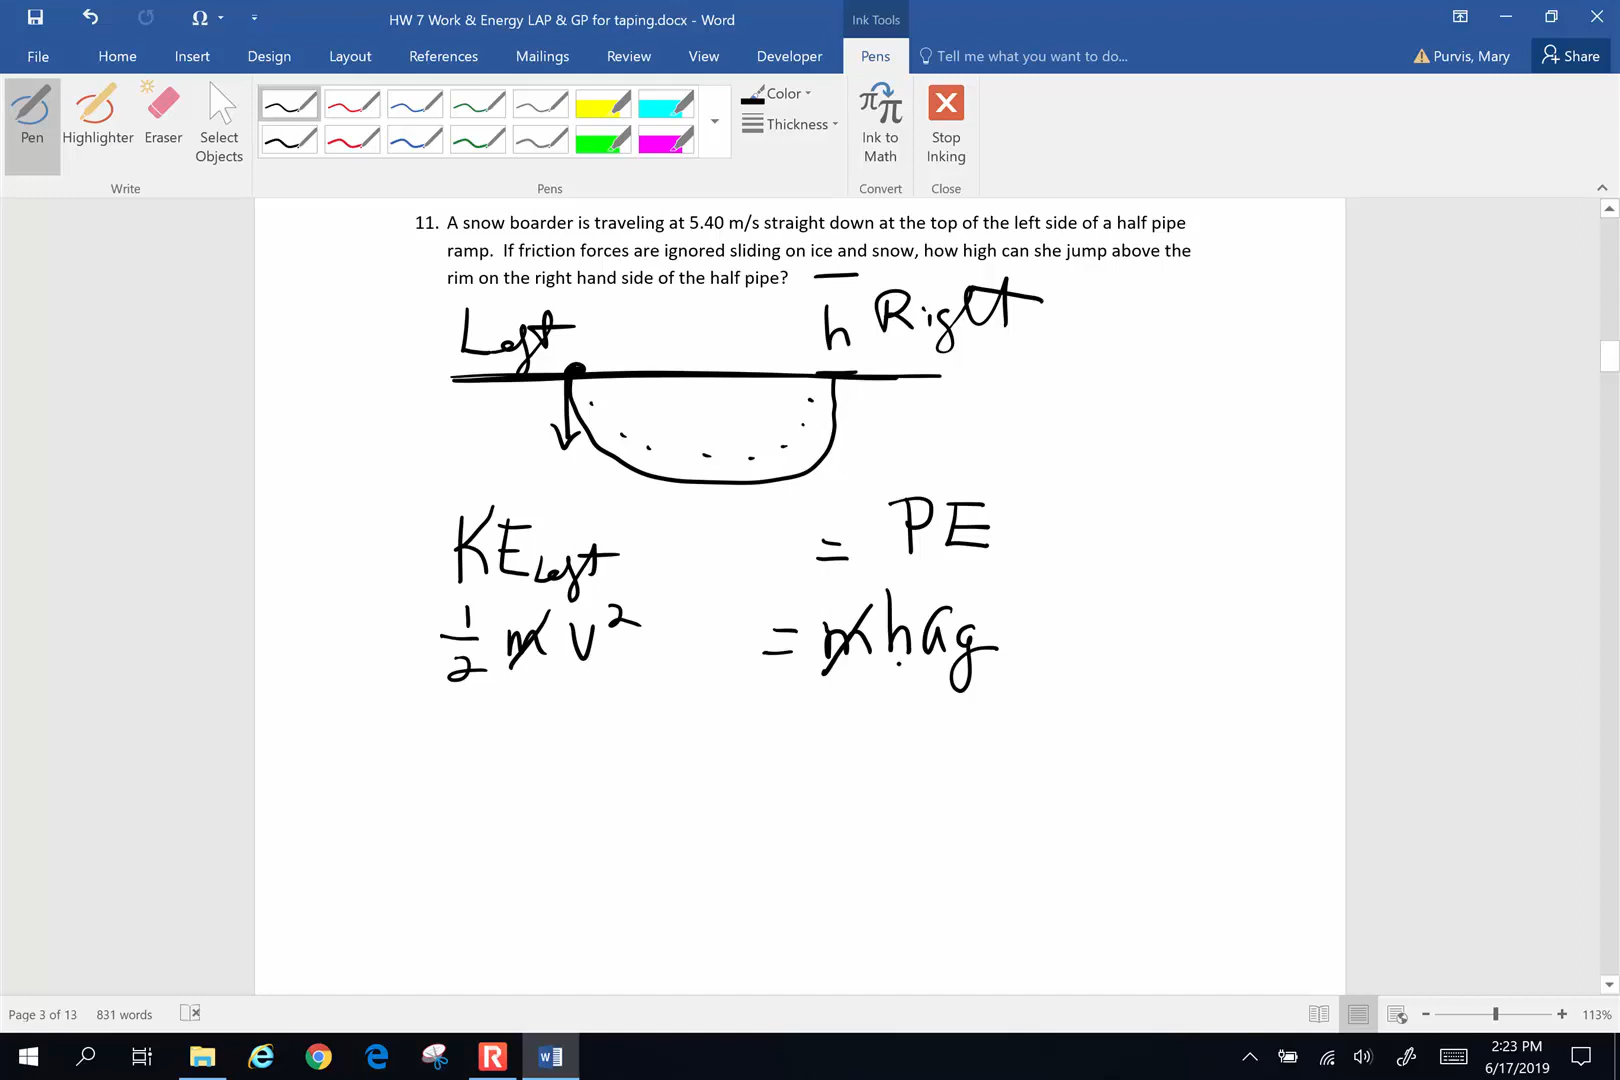 HW 7 Work & Energy LAP & GP for taping.docx - Word
Ink Tools
File Home Insert Design Layout References Mailings Review View Developer Pens Tell me what you want to do... Purvis, Mary Share
Pen Highlighter Eraser Select Objects
Color
Thickness
Ink to Math
Stop Inking
Write Pens Convert Close
11. A snow boarder is traveling at 5.40 m/s straight down at the top of the left side of a half pipe
ramp. If friction forces are ignored sliding on ice and snow, how high can she jump above the
rim on the right hand side of the half pipe?
Left h Right
KE Left = PE
1/2 m v² = m h a g
Page 3 of 13 831 words 113%
2:23 PM
6/17/2019